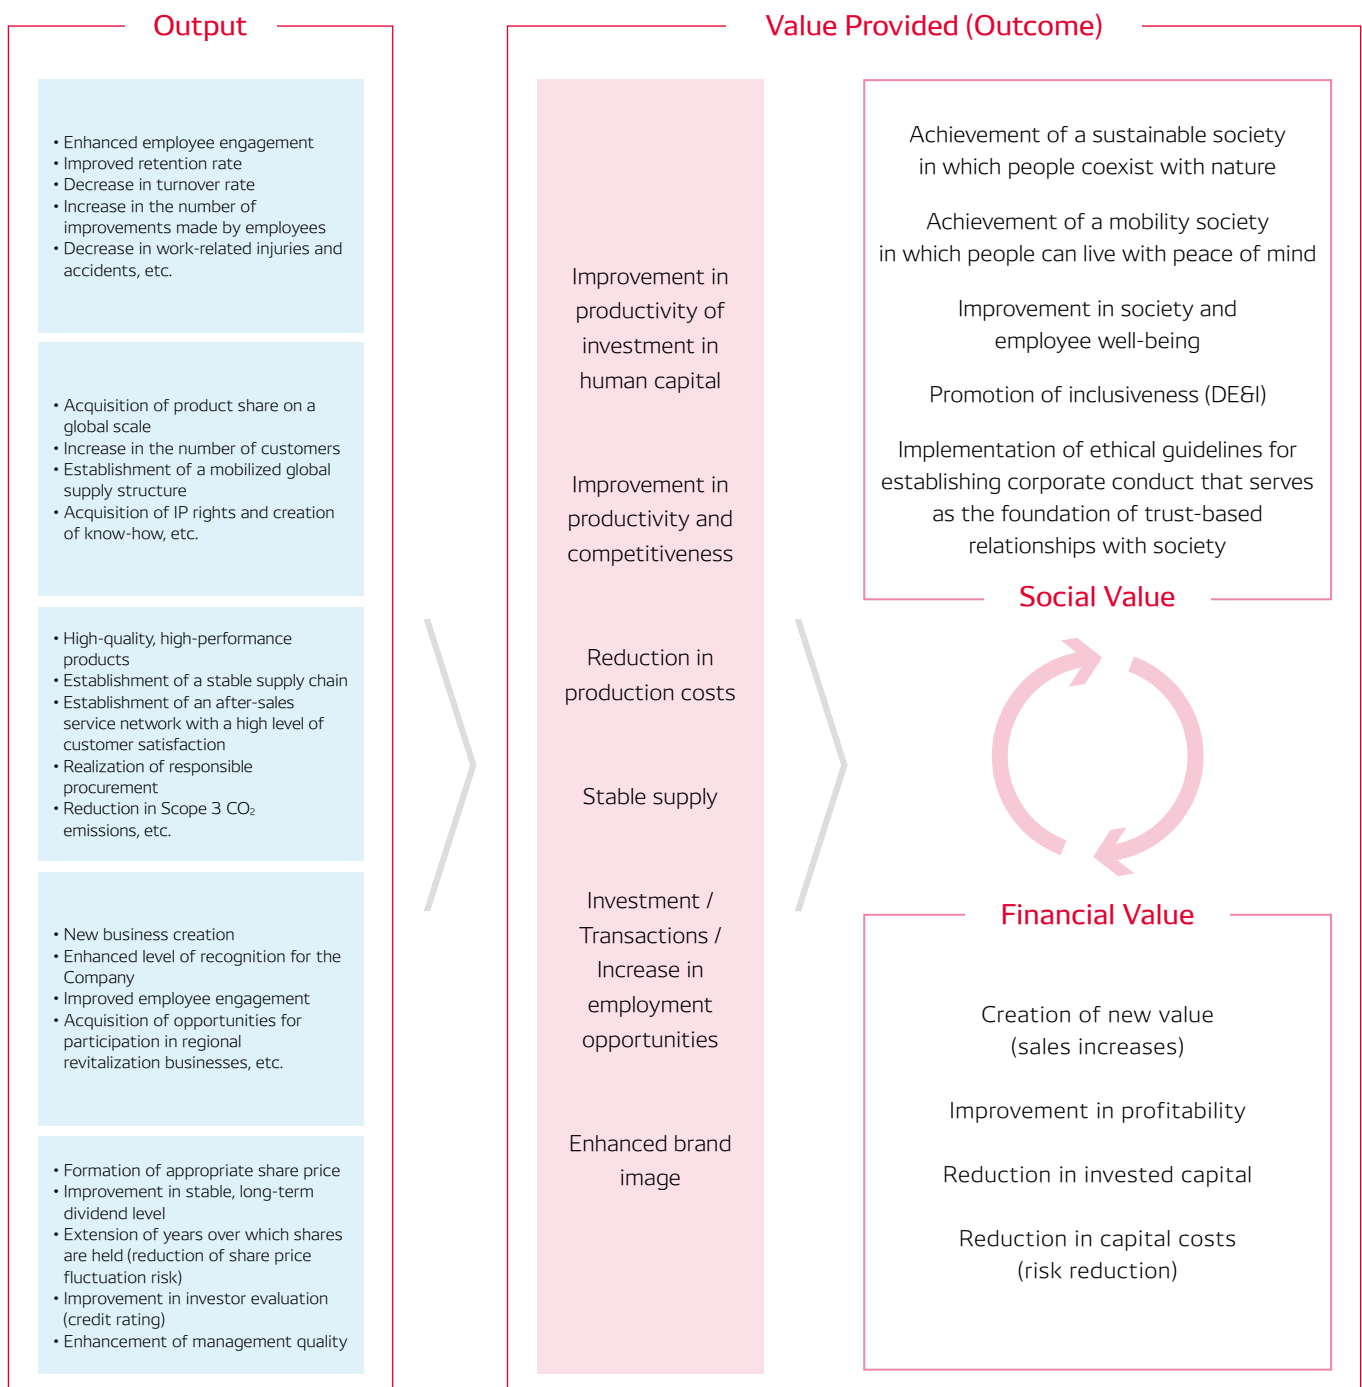 Output
• Enhanced employee engagement
• Improved retention rate
• Decrease in turnover rate
• Increase in the number of
improvements made by employees
• Decrease in work-related injuries and
accidents, etc.
• Acquisition of product share on a
global scale
• Increase in the number of customers
• Establishment of a mobilized global
supply structure
• Acquisition of IP rights and creation
of know-how, etc.
• High-quality, high-performance
products
• Establishment of a stable supply chain
• Establishment of an after-sales
service network with a high level of
customer satisfaction
• Realization of responsible
procurement
• Reduction in Scope 3 CO₂
emissions, etc.
• New business creation
• Enhanced level of recognition for the
Company
• Improved employee engagement
• Acquisition of opportunities for
participation in regional
revitalization businesses, etc.
• Formation of appropriate share price
• Improvement in stable, long-term
dividend level
• Extension of years over which shares
are held (reduction of share price
fluctuation risk)
• Improvement in investor evaluation
(credit rating)
• Enhancement of management quality
Value Provided (Outcome)
Improvement in
productivity of
investment in
human capital
Improvement in
productivity and
competitiveness
Reduction in
production costs
Stable supply
Investment /
Transactions /
Increase in
employment
opportunities
Enhanced brand
image
Achievement of a sustainable society
in which people coexist with nature
Achievement of a mobility society
in which people can live with peace of mind
Improvement in society and
employee well-being
Promotion of inclusiveness (DE&I)
Implementation of ethical guidelines for
establishing corporate conduct that serves
as the foundation of trust-based
relationships with society
Social Value
Financial Value
Creation of new value
(sales increases)
Improvement in profitability
Reduction in invested capital
Reduction in capital costs
(risk reduction)